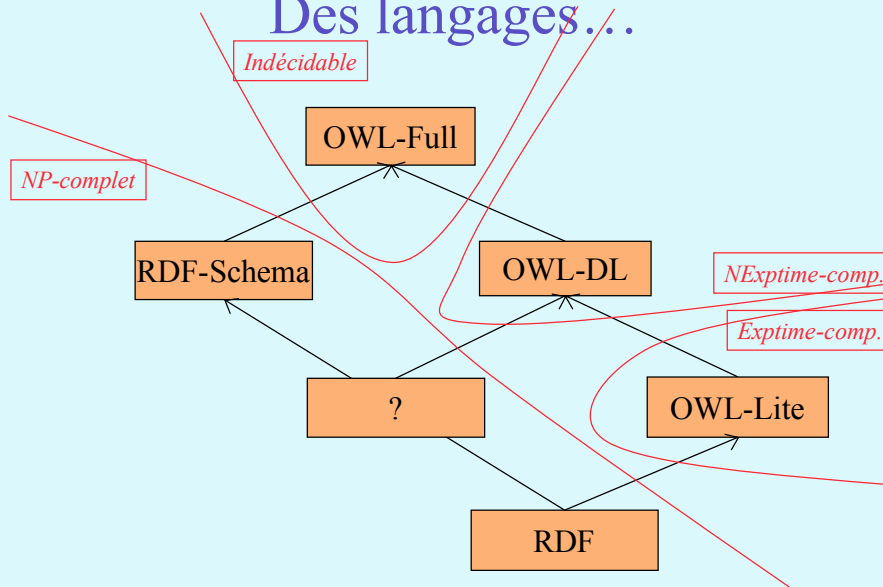 Des langages…
Indécidable
OWL-Full
NP-complet
RDF-Schema
OWL-DL
NExptime-comp.
Exptime-comp.
?
OWL-Lite
RDF